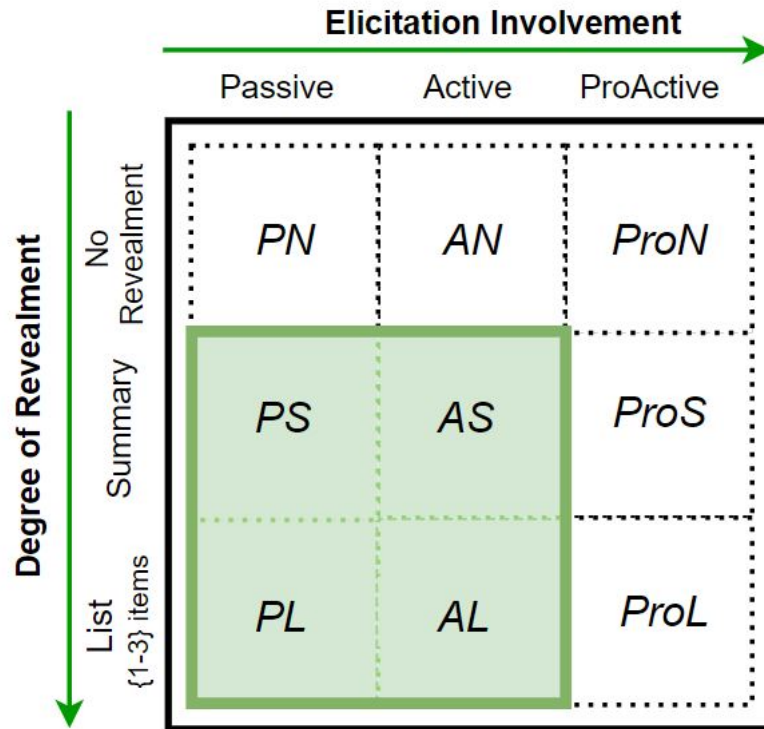 Elicitation Involvement
Passive Active ProActive
Degree of Revealment
No
Revealment
PN AN ProN
Summary
PS AS ProS
List
{1-3} items
PL AL ProL